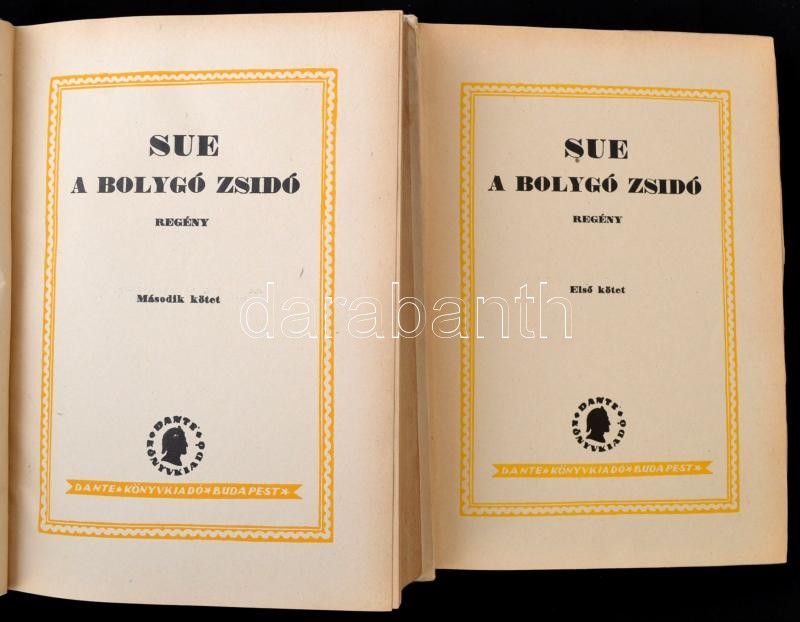 SUE
A BOLYGÓ ZSIDÓ
REGÉNY
Második kötet
DANTE
KÖNYVKIADÓ
DANTE KÖNYVKIADÓ BUDAPEST
SUE
A BOLYGÓ ZSIDÓ
REGÉNY
Első kötet
DANTE
KÖNYVKIADÓ
DANTE KÖNYVKIADÓ BUDAPEST
darabanth